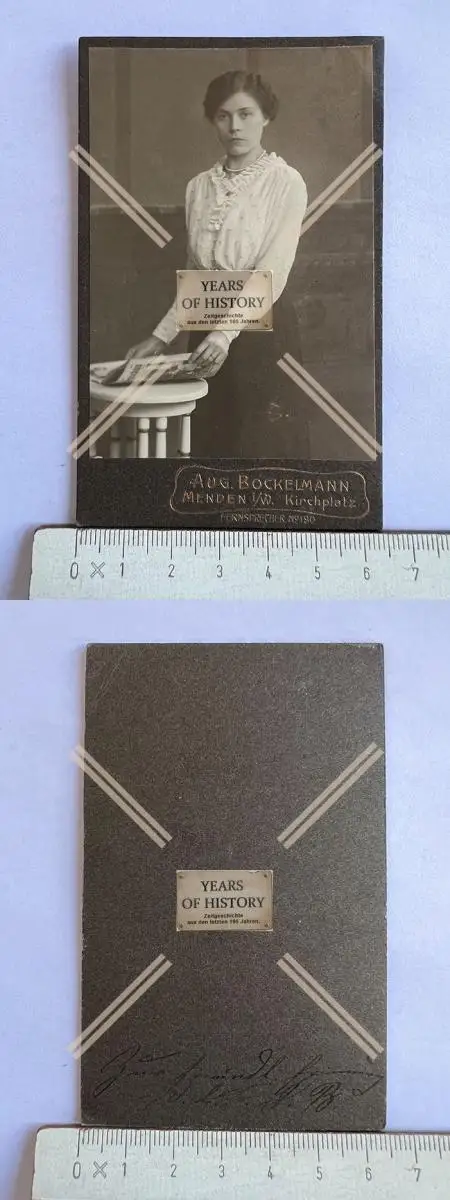 YEARS
OF HISTORY
Zeitgeschichte
aus den letzten 100 Jahren.
AUG. BOCKELMANN
MENDEN I/W. Kirchplatz
FERNSPRECHER No 180
0 1 2 3 4 5 6 7
YEARS
OF HISTORY
Zeitgeschichte
aus den letzten 100 Jahren.
Zur freundl.
0 1 2 3 4 5 6 7